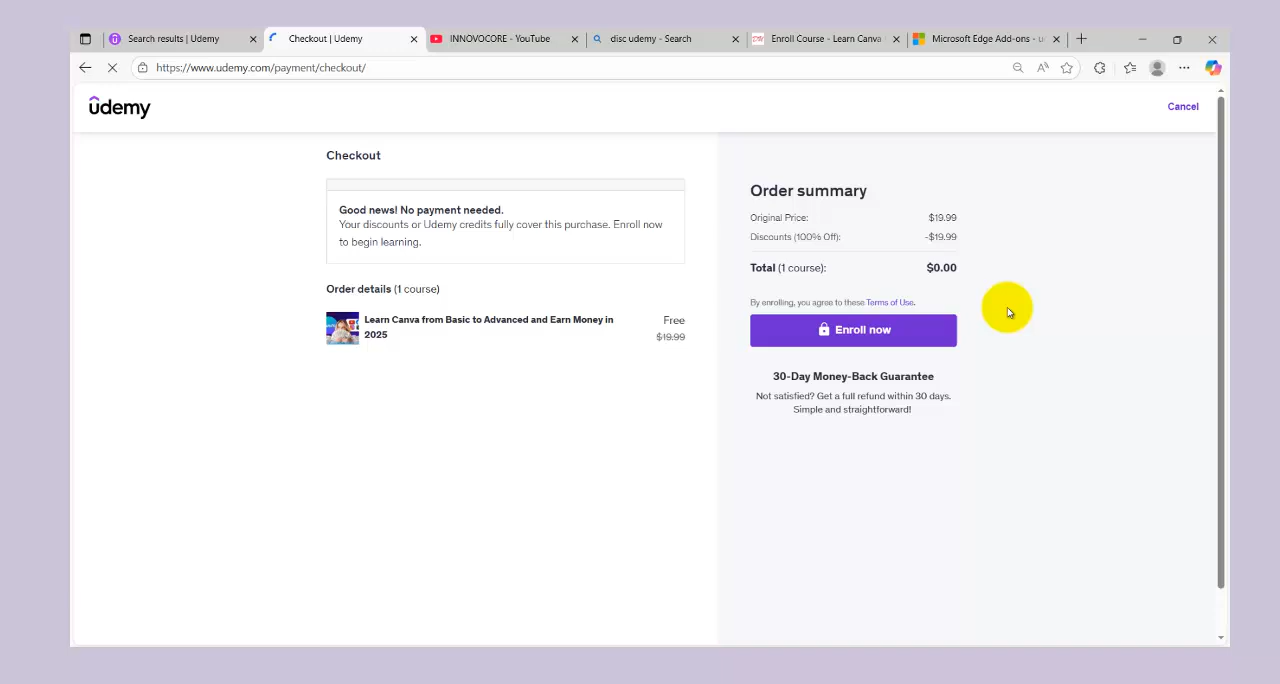 Search results | Udemy
Checkout | Udemy
INNOVOCORE - YouTube
disc udemy - Search
Enroll Course - Learn Canva
Microsoft Edge Add-ons - u
https://www.udemy.com/payment/checkout/
udemy
Cancel
Checkout
Good news! No payment needed.
Your discounts or Udemy credits fully cover this purchase. Enroll now
to begin learning.
Order details (1 course)
Learn Canva from Basic to Advanced and Earn Money in
2025
Free
$19.99
Order summary
Original Price: $19.99
Discounts (100% Off): -$19.99
Total (1 course): $0.00
By enrolling, you agree to these Terms of Use.
Enroll now
30-Day Money-Back Guarantee
Not satisfied? Get a full refund within 30 days.
Simple and straightforward!